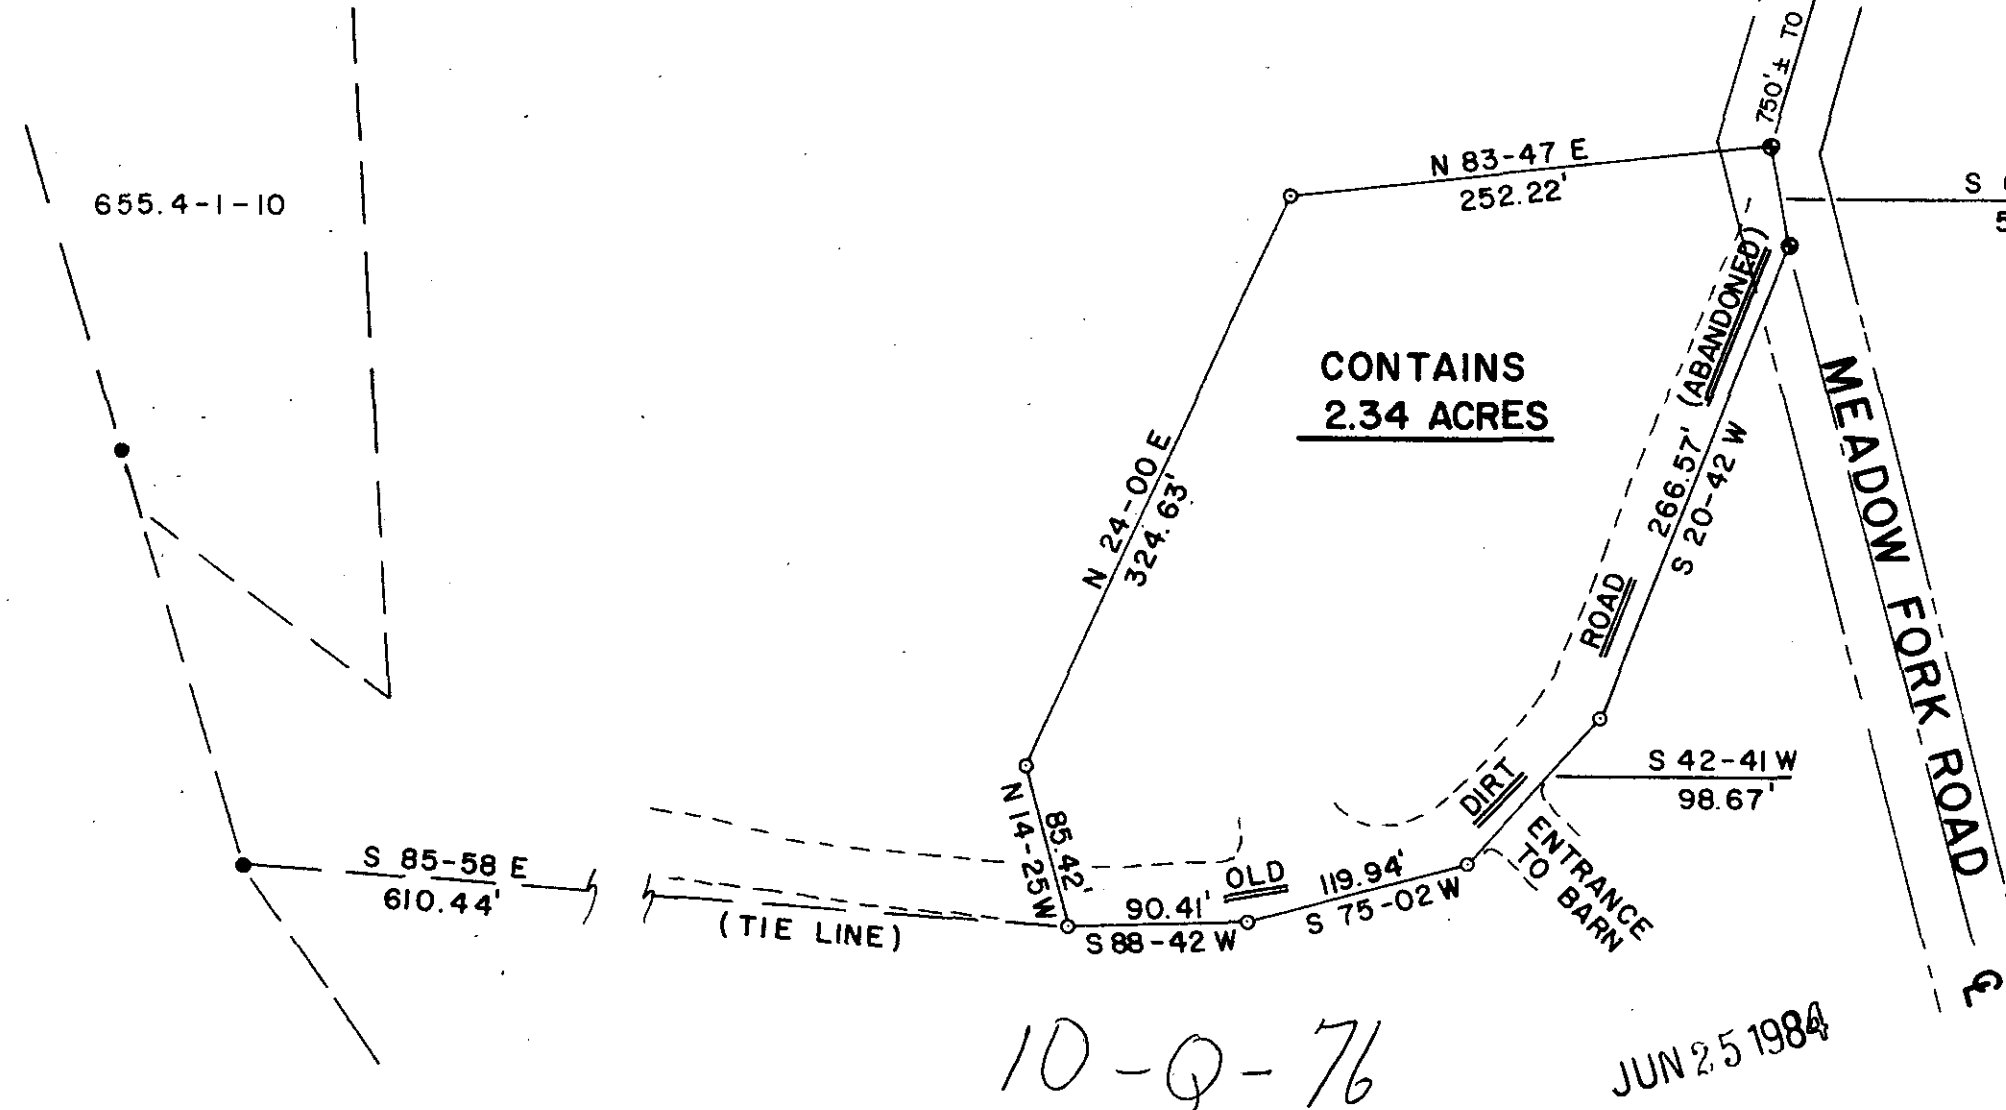 750'± TO
655.4-1-10
N 83-47 E
252.22'
S
5
CONTAINS
2.34 ACRES
N 24-00 E
324.63'
(ABANDONED)
266.57'
S 20-42 W
ROAD
MEADOW FORK ROAD
S 42-41 W
98.67'
DIRT
ENTRANCE
TO BARN
85.42'
N 14-25 W
S 85-58 E
610.44'
(TIE LINE)
90.41'
S 88-42 W
OLD
119.94'
S 75-02 W
℄
10-Q-76
JUN 25 1984